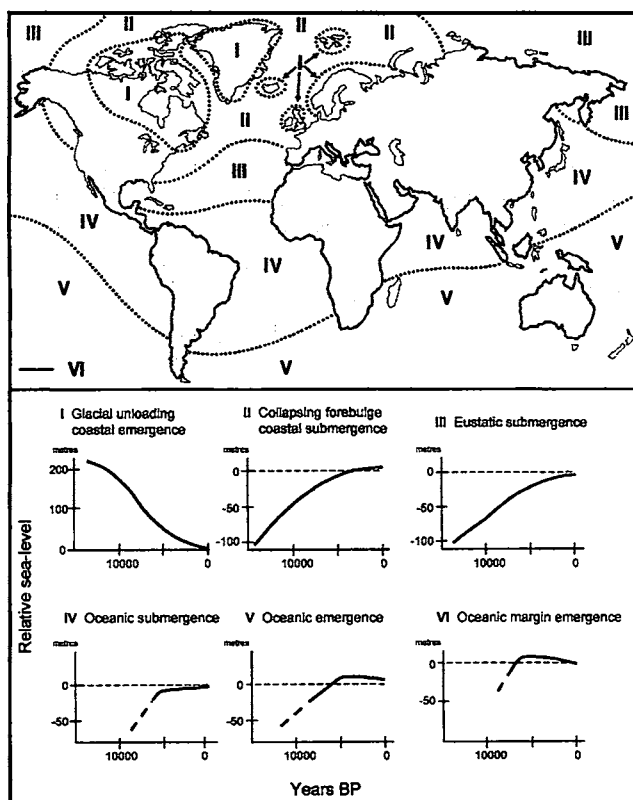 III
II
II
II
III
I
I
I
II
III
III
IV
IV
IV
IV
V
V
V
VI
V
I Glacial unloading
coastal emergence
II Collapsing forebulge
coastal submergence
III Eustatic submergence
metres
200
100
0
10000
0
metres
0
-50
-100
10000
0
metres
0
-50
-100
10000
0
Relative sea-level
IV Oceanic submergence
V Oceanic emergence
VI Oceanic margin emergence
metres
0
-50
10000
0
metres
0
-50
10000
0
metres
0
-50
10000
0
Years BP